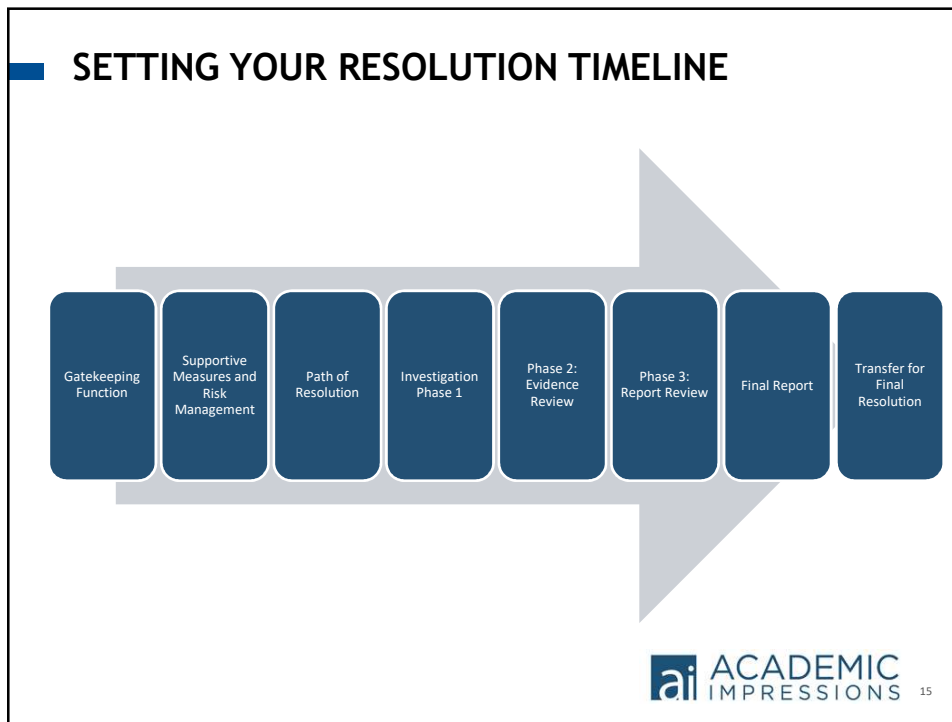 SETTING YOUR RESOLUTION TIMELINE
Gatekeeping
Function
Supportive
Measures and
Risk
Management
Path of
Resolution
Investigation
Phase 1
Phase 2:
Evidence
Review
Phase 3:
Report Review
Final Report
Transfer for
Final
Resolution
ai ACADEMIC
IMPRESSIONS
15